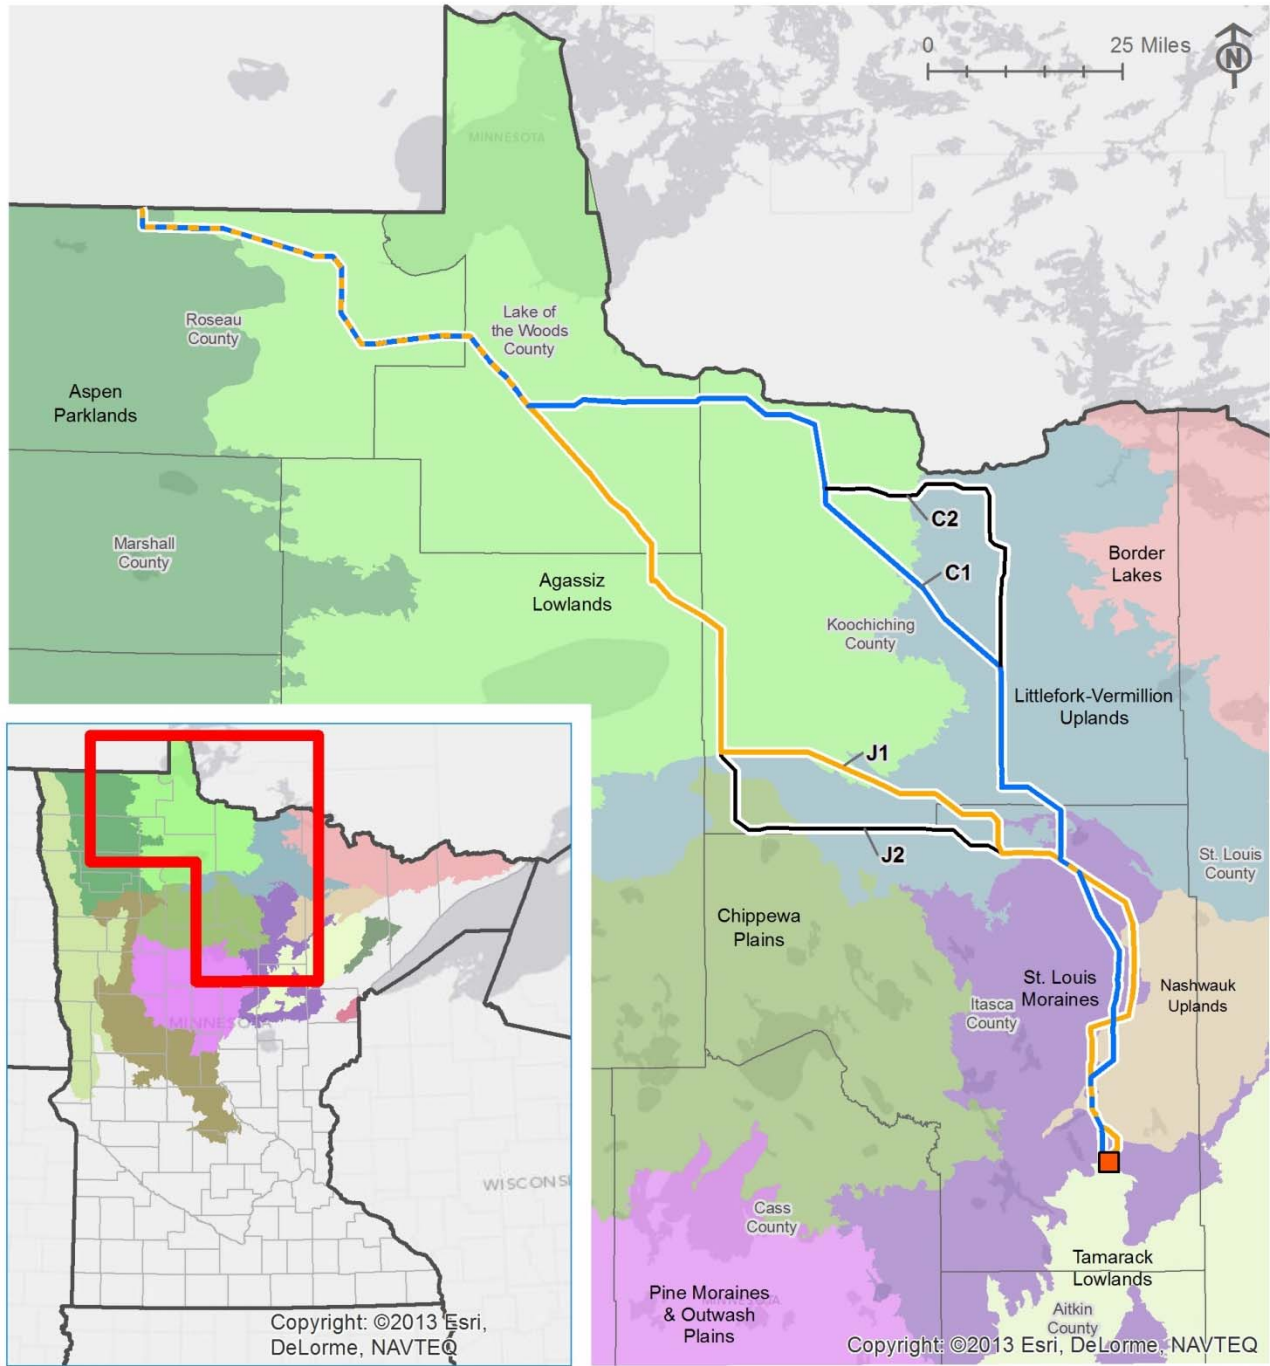 0 25 Miles
N
MINNESOTA
Lake of
the Woods
County
Roseau
County
Aspen
Parklands
C2
Marshall
County
C1
Border
Lakes
Agassiz
Lowlands
Koochiching
County
Littlefork-Vermillion
Uplands
J1
J2
St. Louis
County
Chippewa
Plains
St. Louis
Moraines
Nashwauk
Uplands
Itasca
County
MINNESOTA
WISCONSI
Cass
County
Tamarack
Lowlands
Pine Moraines
& Outwash
Plains
MINNESOTA
Aitkin
County
Copyright: ©2013 Esri,
DeLorme, NAVTEQ
Copyright: ©2013 Esri, DeLorme, NAVTEQ